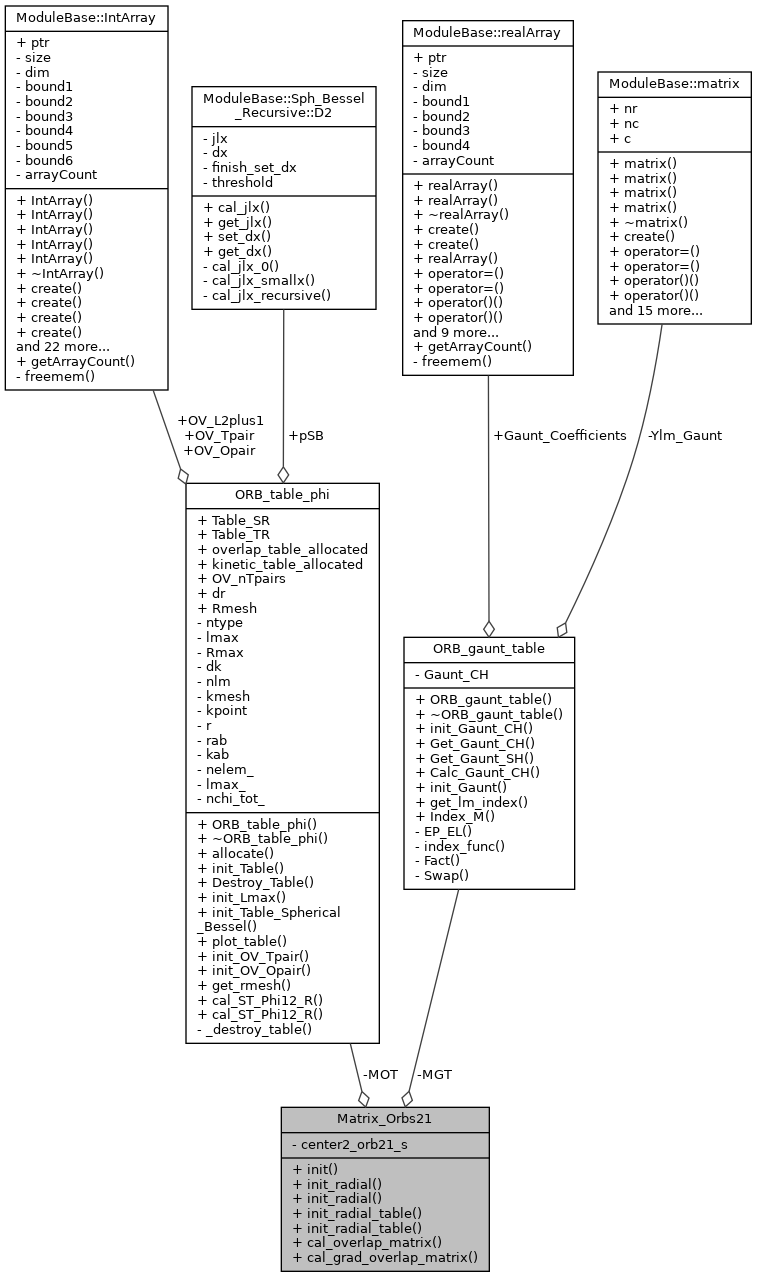 ModuleBase::IntArray
+ ptr
- size
- dim
- bound1
- bound2
- bound3
- bound4
- bound5
- bound6
- arrayCount
+ IntArray()
+ IntArray()
+ IntArray()
+ IntArray()
+ IntArray()
+ ~IntArray()
+ create()
+ create()
+ create()
+ create()
and 22 more...
+ getArrayCount()
- freemem()
ModuleBase::Sph_Bessel
_Recursive::D2
- jlx
- dx
- finish_set_dx
- threshold
+ cal_jlx()
+ get_jlx()
+ set_dx()
+ get_dx()
- cal_jlx_0()
- cal_jlx_smallx()
- cal_jlx_recursive()
ModuleBase::realArray
+ ptr
- size
- dim
- bound1
- bound2
- bound3
- bound4
- arrayCount
+ realArray()
+ realArray()
+ ~realArray()
+ create()
+ create()
+ realArray()
+ operator=()
+ operator=()
+ operator()()
+ operator()()
and 9 more...
+ getArrayCount()
- freemem()
ModuleBase::matrix
+ nr
+ nc
+ c
+ matrix()
+ matrix()
+ matrix()
+ matrix()
+ ~matrix()
+ create()
+ operator=()
+ operator=()
+ operator()()
+ operator()()
and 15 more...
+OV_L2plus1
+OV_Tpair
+OV_Opair
+pSB
+Gaunt_Coefficients
-Ylm_Gaunt
ORB_table_phi
+ Table_SR
+ Table_TR
+ overlap_table_allocated
+ kinetic_table_allocated
+ OV_nTpairs
+ dr
+ Rmesh
- ntype
- lmax
- Rmax
- dk
- nlm
- kmesh
- kpoint
- r
- rab
- kab
- nelem_
- lmax_
- nchi_tot_
+ ORB_table_phi()
+ ~ORB_table_phi()
+ allocate()
+ init_Table()
+ Destroy_Table()
+ init_Lmax()
+ init_Table_Spherical
_Bessel()
+ plot_table()
+ init_OV_Tpair()
+ init_OV_Opair()
+ get_rmesh()
+ cal_ST_Phi12_R()
+ cal_ST_Phi12_R()
- _destroy_table()
ORB_gaunt_table
- Gaunt_CH
+ ORB_gaunt_table()
+ ~ORB_gaunt_table()
+ init_Gaunt_CH()
+ Get_Gaunt_CH()
+ Get_Gaunt_SH()
+ Calc_Gaunt_CH()
+ init_Gaunt()
+ get_lm_index()
+ Index_M()
- EP_EL()
- index_func()
- Fact()
- Swap()
-MOT
-MGT
Matrix_Orbs21
- center2_orb21_s
+ init()
+ init_radial()
+ init_radial()
+ init_radial_table()
+ init_radial_table()
+ cal_overlap_matrix()
+ cal_grad_overlap_matrix()